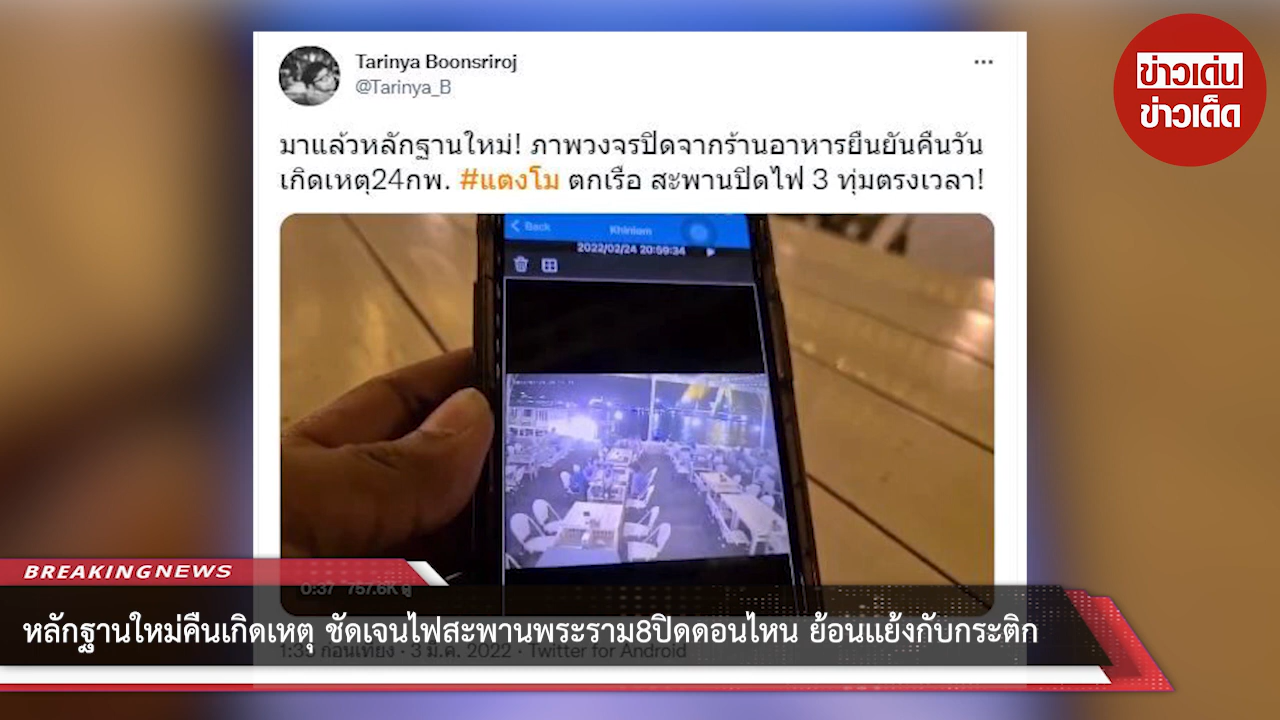 Tarinya Boonsriroj
@Tarinya_B
ข่าวเด่น
ข่าวเด็ด
มาแล้วหลักฐานใหม่! ภาพวงจรปิดจากร้านอาหารยืนยันคืนวัน
เกิดเหตุ24กพ. #แตงโม ตกเรือ สะพานปิดไฟ 3 ทุ่มตรงเวลา!
Back
Khinlom
2022/02/24 20:59:34
BREAKING NEWS
0:37 757.6K ดู
หลักฐานใหม่คืนเกิดเหตุ ชัดเจนไฟสะพานพระราม8ปิดตอนไหน ย้อนแย้งกับกระติก
ก่อนเที่ยง · 3 มี.ค. 2022 · Twitter for Android